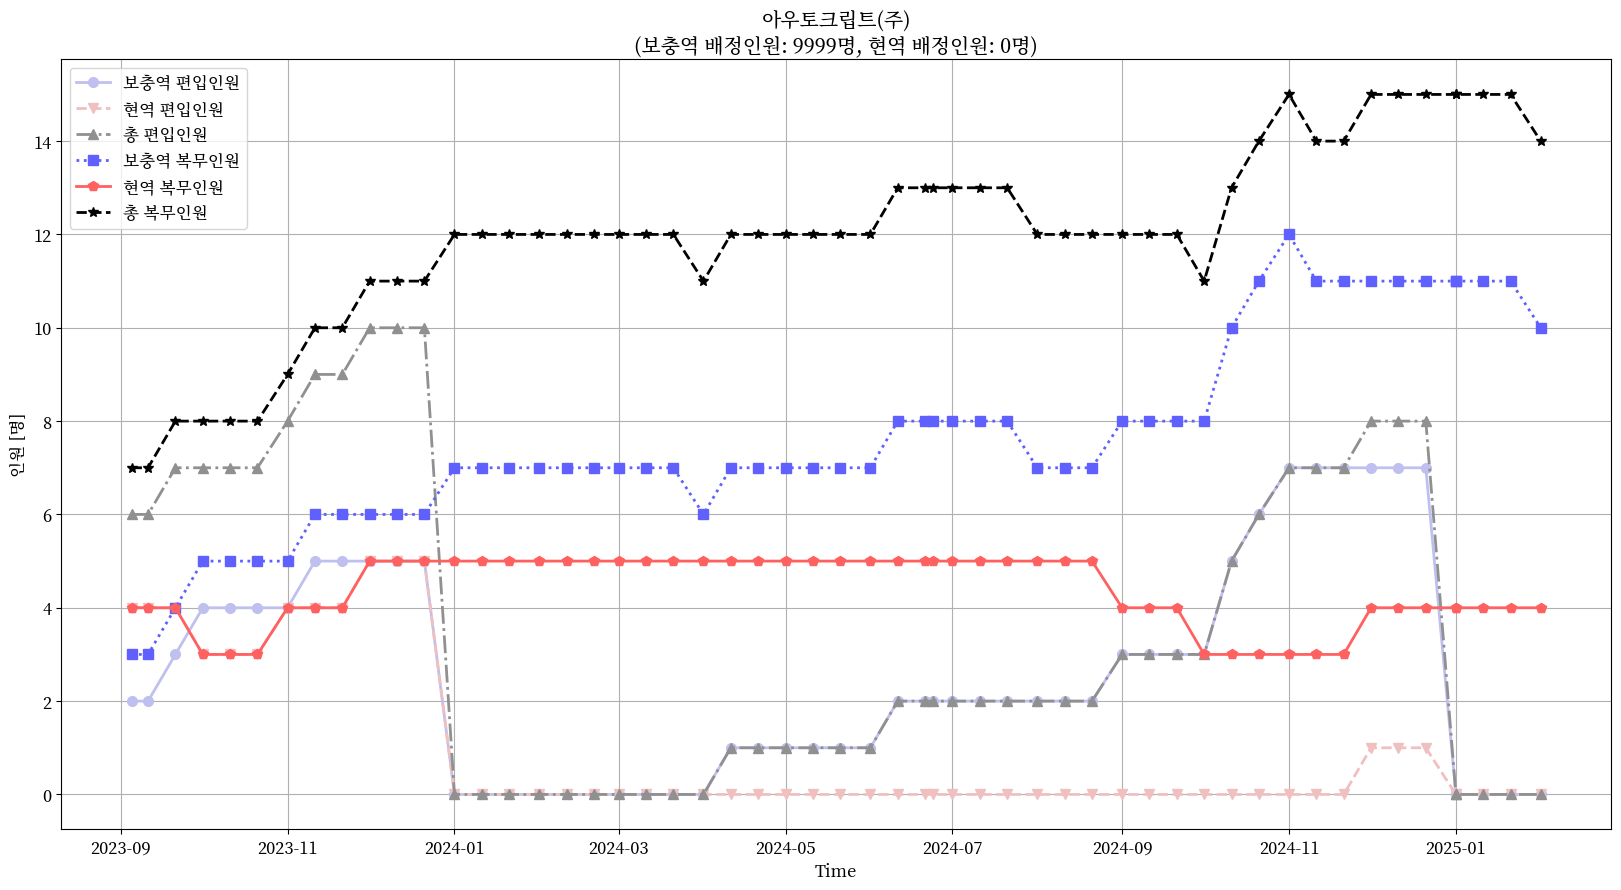 아우토크립트(주)
(보충역 배정인원: 9999명, 현역 배정인원: 0명)
보충역 편입인원
현역 편입인원
총 편입인원
보충역 복무인원
현역 복무인원
총 복무인원
인원 [명]
14
12
10
8
6
4
2
0
2023-09 2023-11 2024-01 2024-03 2024-05 2024-07 2024-09 2024-11 2025-01
Time